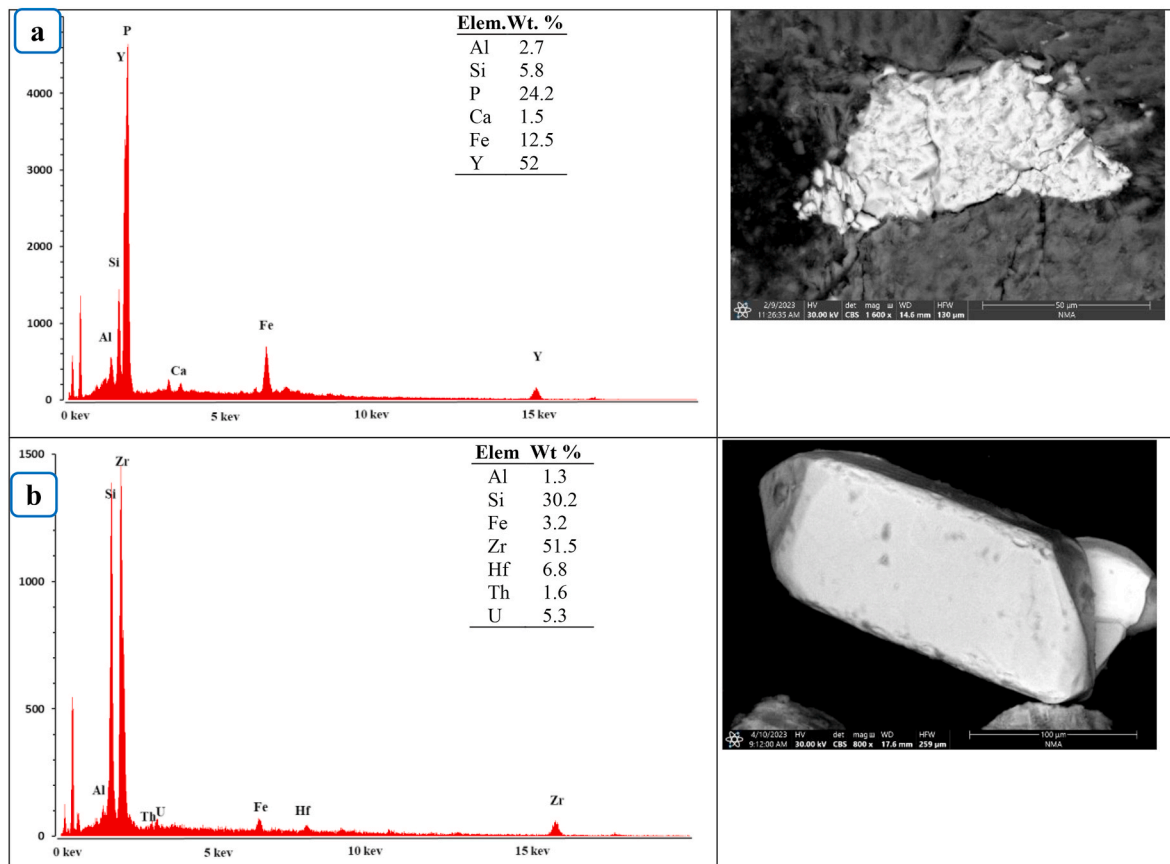 a
P
Y
Si
Al
Ca
Fe
Y
4000
3000
2000
1000
0
0 kev
5 kev
10 kev
15 kev
Elem.Wt. %
Al 2.7
Si 5.8
P 24.2
Ca 1.5
Fe 12.5
Y 52
2/9/2023 HV det mag WD HFW
11:26:35 AM 30.00 kV CBS 1 600 x 14.6 mm 130 µm
50 µm
NMA
b
1500
1000
500
0
Zr
Si
Al
Th
U
Fe
Hf
Zr
0 kev
5 kev
10 kev
15 kev
Elem Wt %
Al 1.3
Si 30.2
Fe 3.2
Zr 51.5
Hf 6.8
Th 1.6
U 5.3
4/10/2023 HV det mag WD HFW
9:12:00 AM 30.00 kV CBS 800 x 17.6 mm 259 µm
100 µm
NMA